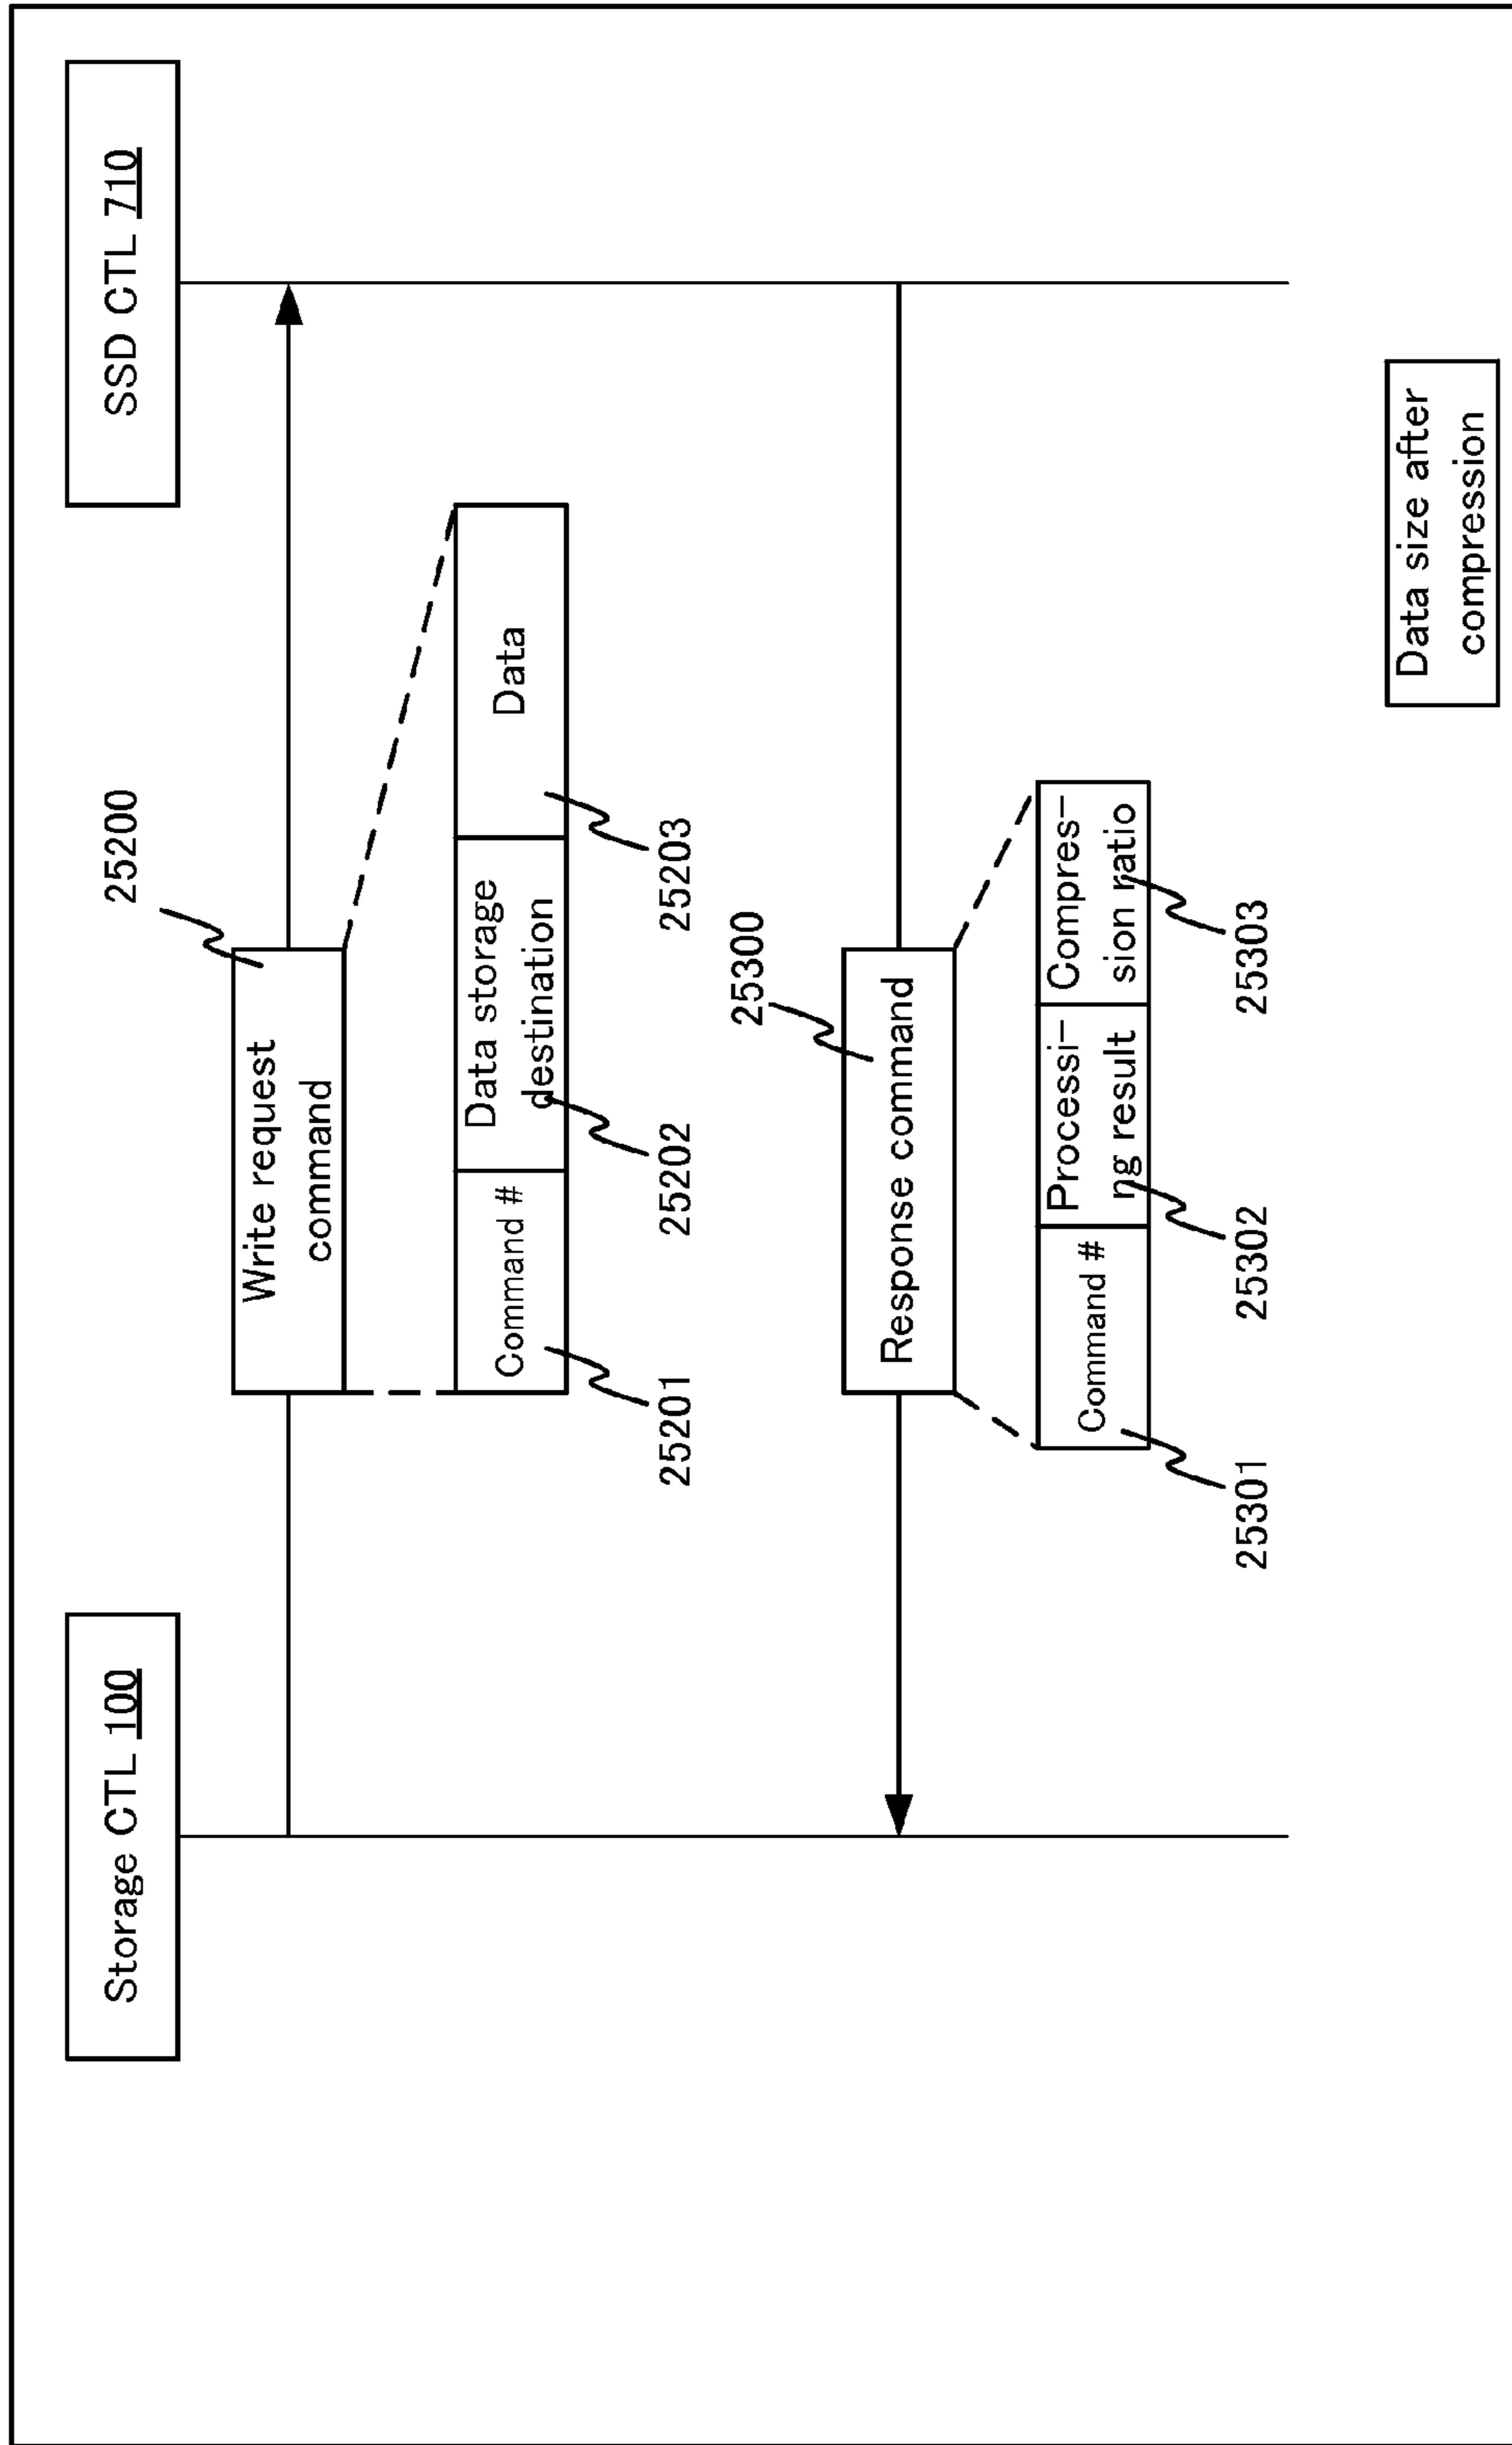 Storage CTL 100
SSD CTL 710
25200
Write request
command
Command #
Data storage
destination
Data
25201
25202
25203
25300
Response command
Command #
Processi-
ng result
Compres-
sion ratio
25301
25302
25303
Data size after
compression